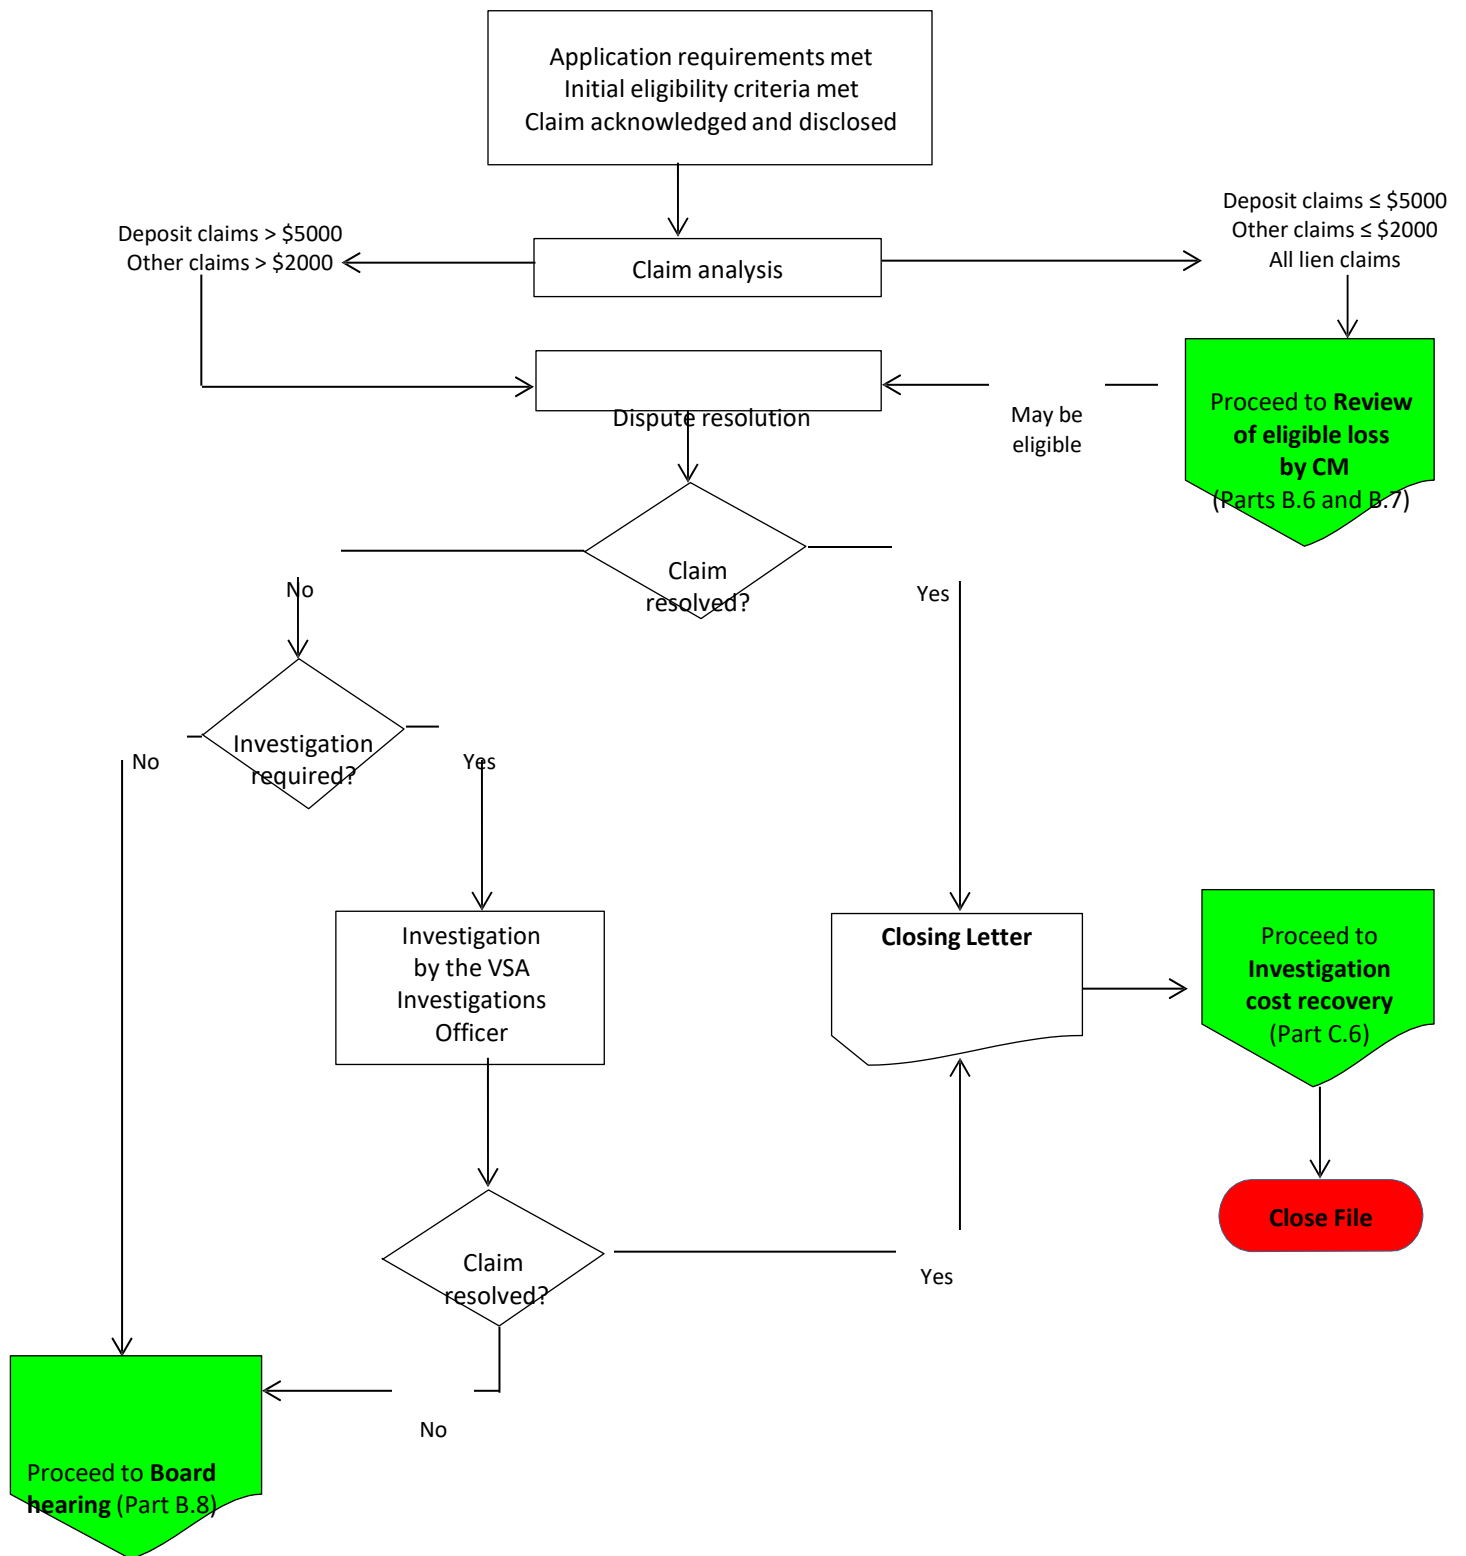 Application requirements met
Initial eligibility criteria met
Claim acknowledged and disclosed
Deposit claims > $5000
Other claims > $2000
Claim analysis
Deposit claims ≤ $5000
Other claims ≤ $2000
All lien claims
Dispute resolution
May be
eligible
Proceed to Review
of eligible loss
by CM
(Parts B.6 and B.7)
Claim
resolved?
No
Yes
Investigation
required?
No
Yes
Investigation
by the VSA
Investigations
Officer
Closing Letter
Proceed to
Investigation
cost recovery
(Part C.6)
Close File
Claim
resolved?
Yes
No
Proceed to Board
hearing (Part B.8)